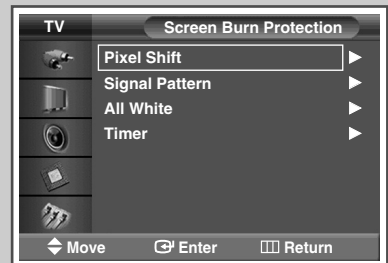 TV Screen Burn Protection
Pixel Shift
Signal Pattern
All White
Timer
Move Enter Return